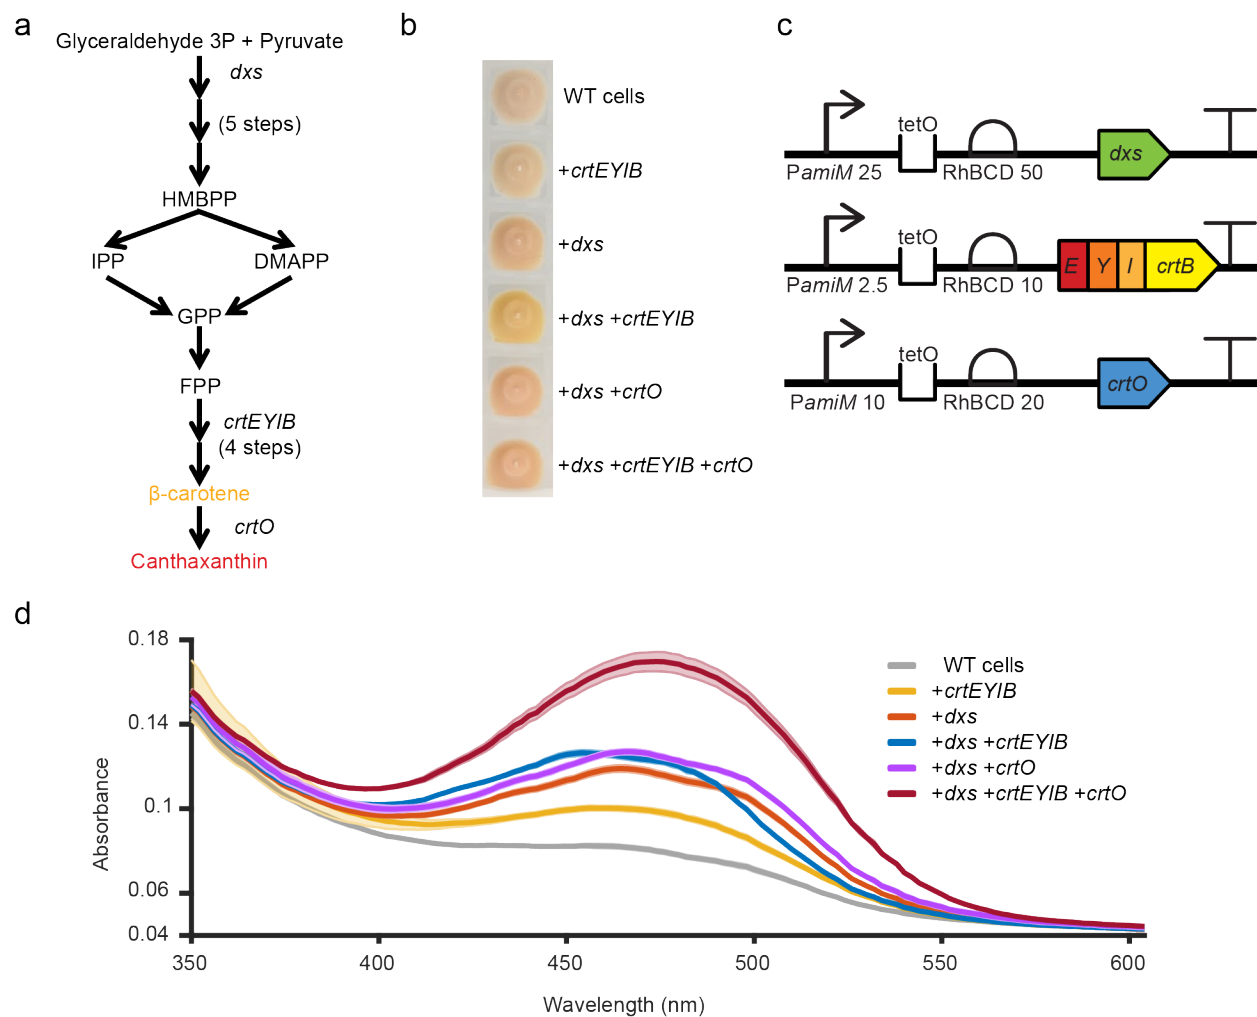 a
Glyceraldehyde 3P + Pyruvate
dxs
(5 steps)
HMBPP
IPP
DMAPP
GPP
FPP
crtEYIB
(4 steps)
β-carotene
crtO
Canthaxanthin
b
WT cells
+crtEYIB
+dxs
+dxs +crtEYIB
+dxs +crtO
+dxs +crtEYIB +crtO
c
tetO
dxs
PamiM 25
RhBCD 50
tetO
E Y I crtB
PamiM 2.5
RhBCD 10
tetO
crtO
PamiM 10
RhBCD 20
d
0.18
0.14
0.1
0.06
0.04
Absorbance
350
400
450
500
550
600
Wavelength (nm)
WT cells
+crtEYIB
+dxs
+dxs +crtEYIB
+dxs +crtO
+dxs +crtEYIB +crtO